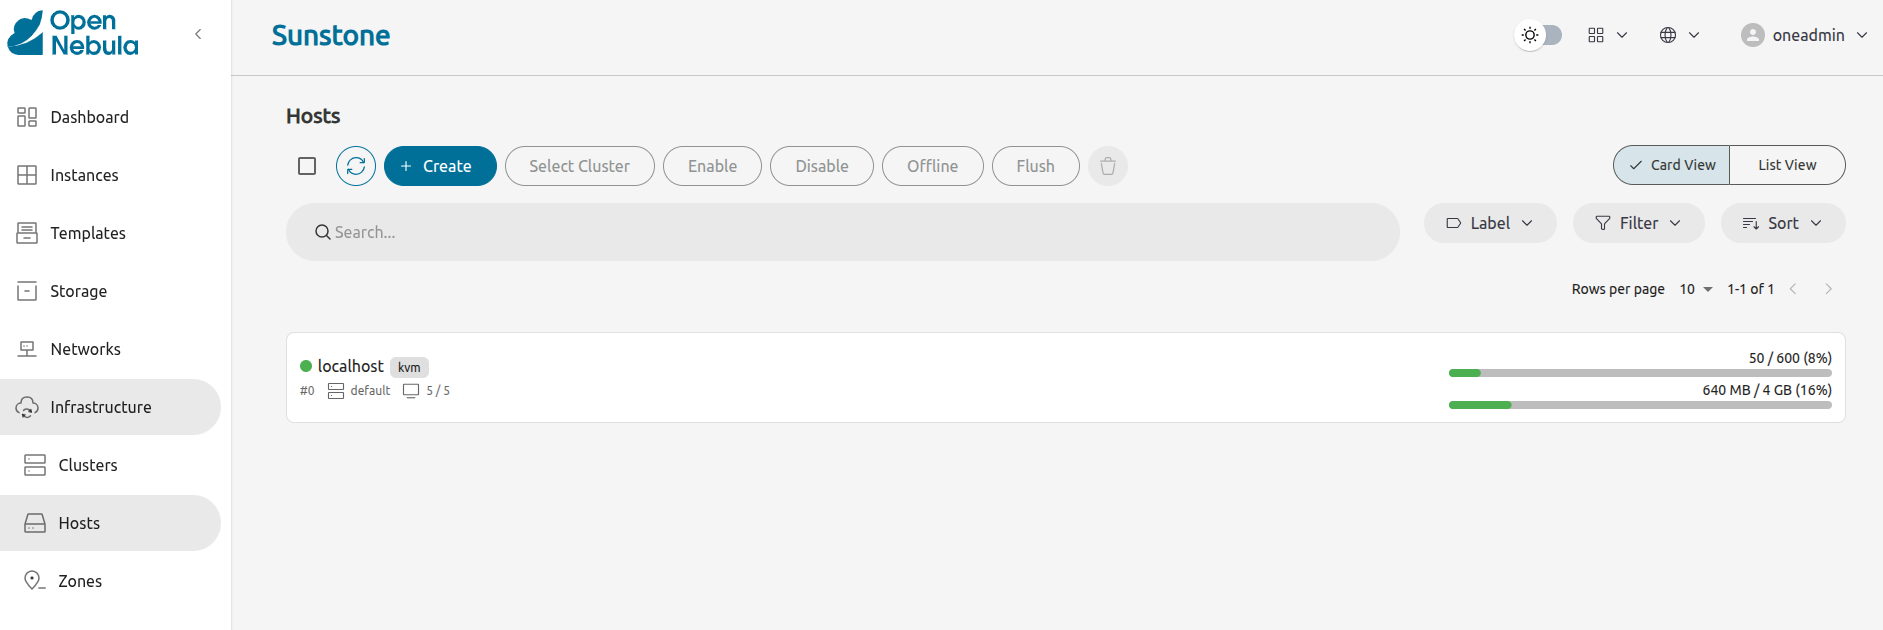 Open
Nebula
Sunstone
oneadmin
Dashboard
Instances
Templates
Storage
Networks
Infrastructure
Clusters
Hosts
Zones
Hosts
+ Create
Select Cluster
Enable
Disable
Offline
Flush
Card View
List View
Search...
Label
Filter
Sort
Rows per page 10 1-1 of 1
localhost kvm
#0 default 5 / 5
50 / 600 (8%)
640 MB / 4 GB (16%)